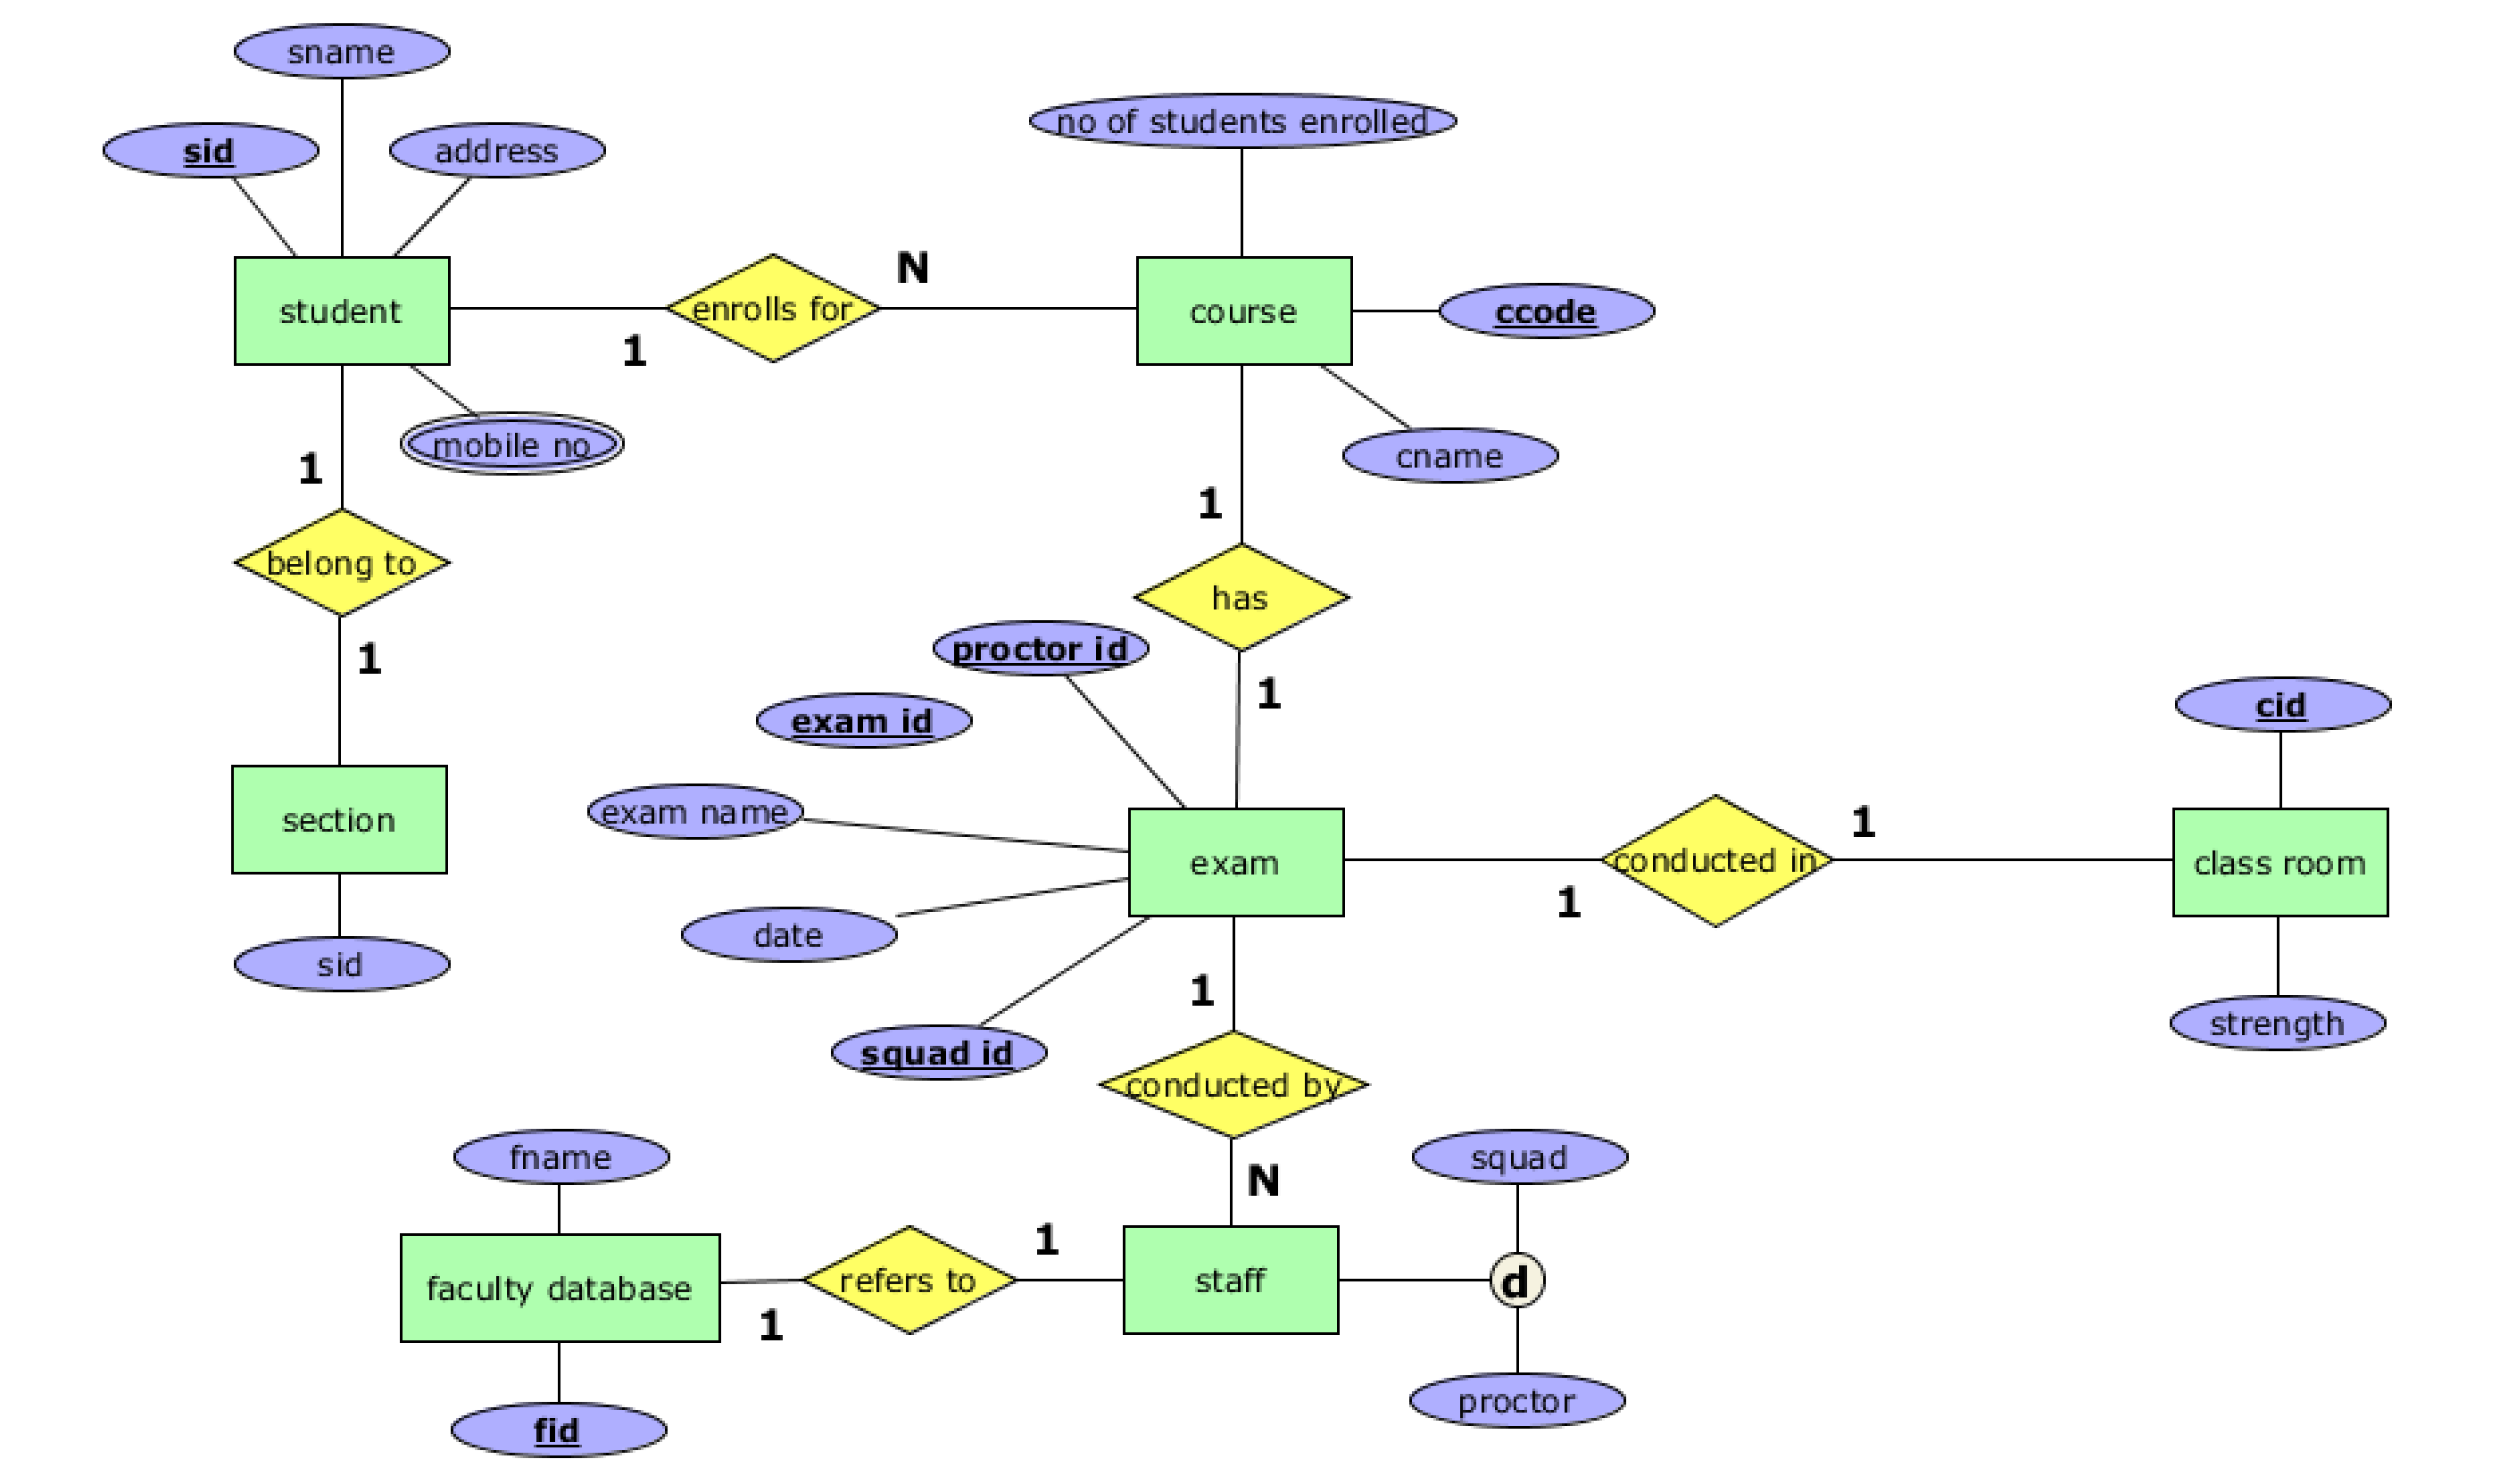 sname
sid
address
no of students enrolled
student
1
enrolls for
N
course
ccode
mobile no
cname
1
belong to
1
section
sid
1
has
1
proctor id
exam id
exam name
date
squad id
exam
1
conducted in
1
cid
class room
strength
1
conducted by
N
fname
faculty database
fid
1
refers to
1
staff
squad
d
proctor